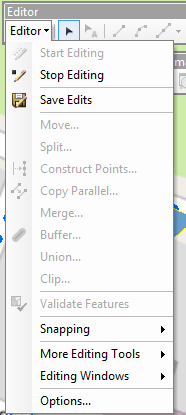 Editor
Editor
Start Editing
Stop Editing
Save Edits
Move...
Split...
Construct Points...
Copy Parallel...
Merge...
Buffer...
Union...
Clip...
Validate Features
Snapping
More Editing Tools
Editing Windows
Options...